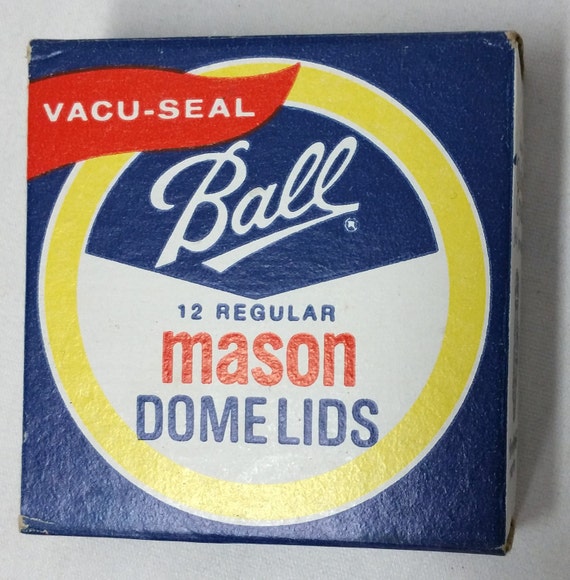 VACU-SEAL
Ball®
12 REGULAR
mason
DOME LIDS